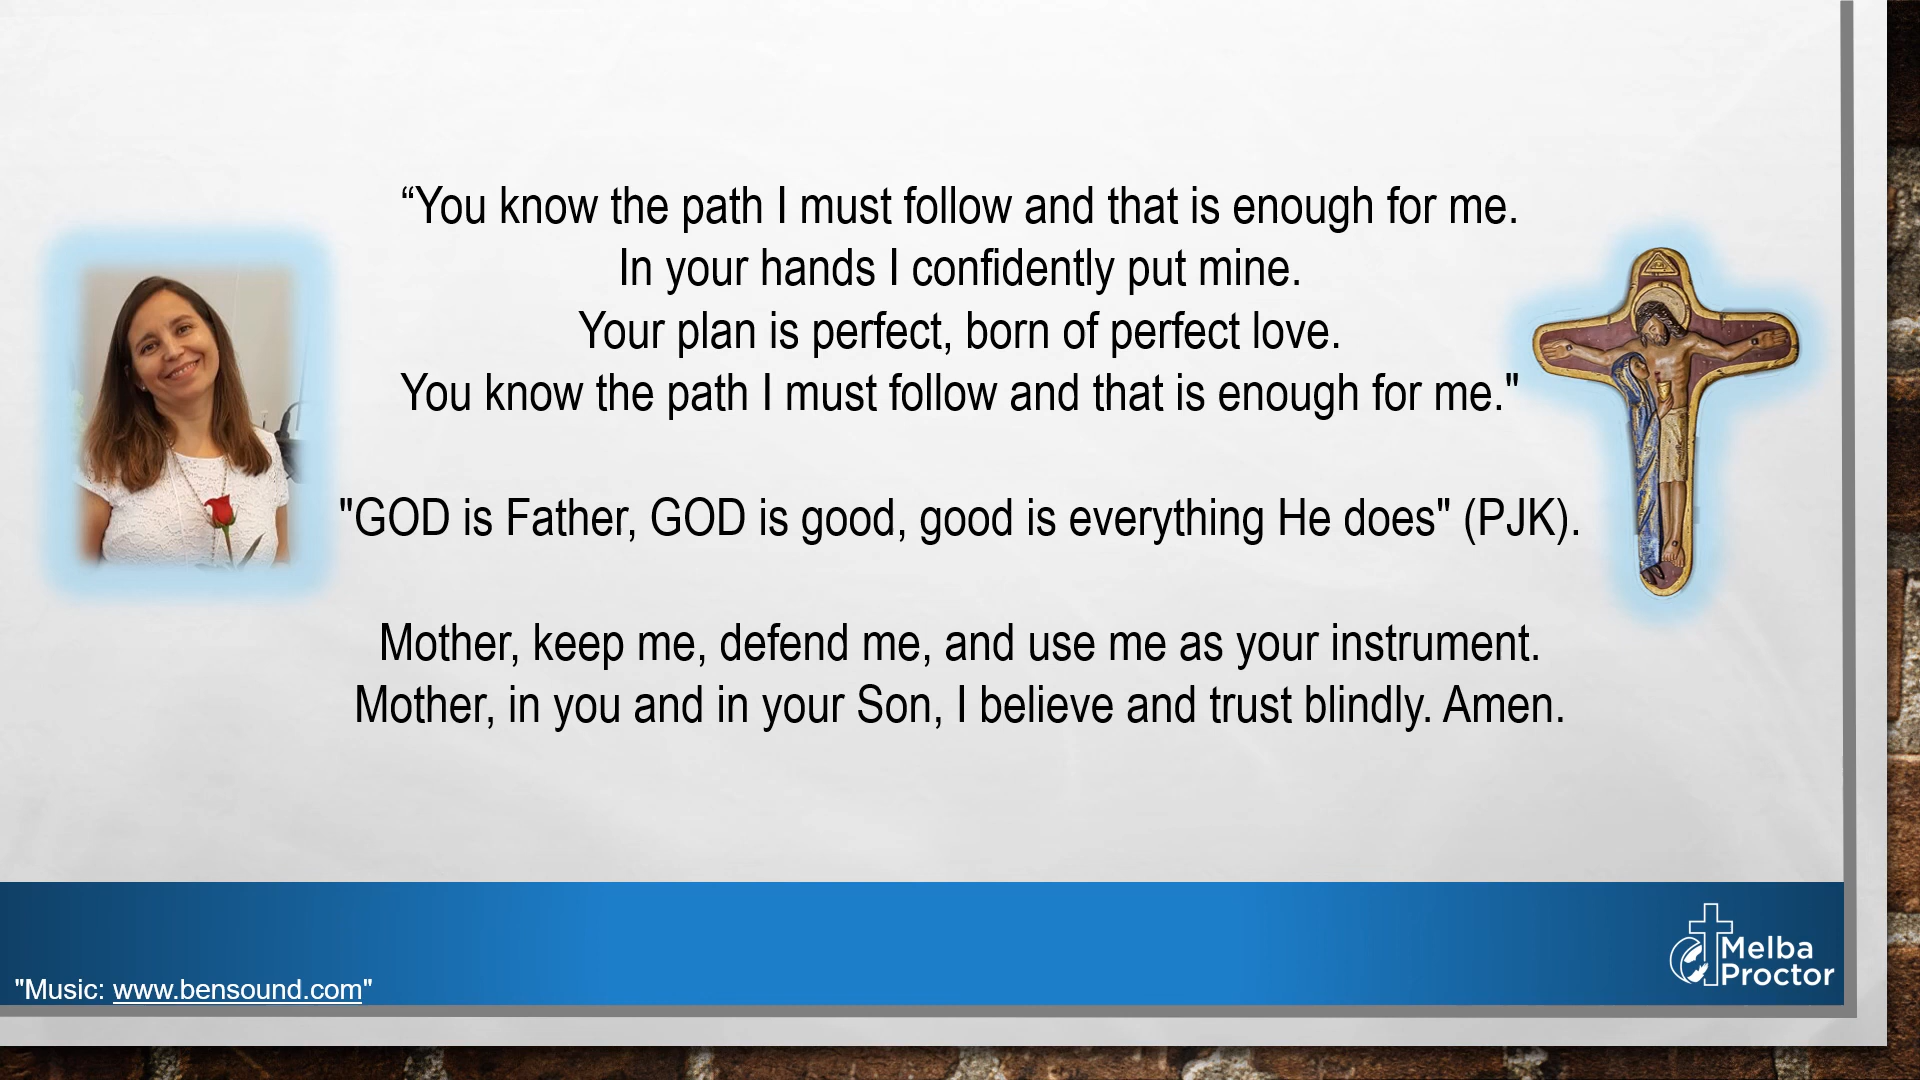 “You know the path I must follow and that is enough for me.
In your hands I confidently put mine.
Your plan is perfect, born of perfect love.
You know the path I must follow and that is enough for me."
"GOD is Father, GOD is good, good is everything He does" (PJK).
Mother, keep me, defend me, and use me as your instrument.
Mother, in you and in your Son, I believe and trust blindly. Amen.
Melba
Proctor
"Music: www.bensound.com"